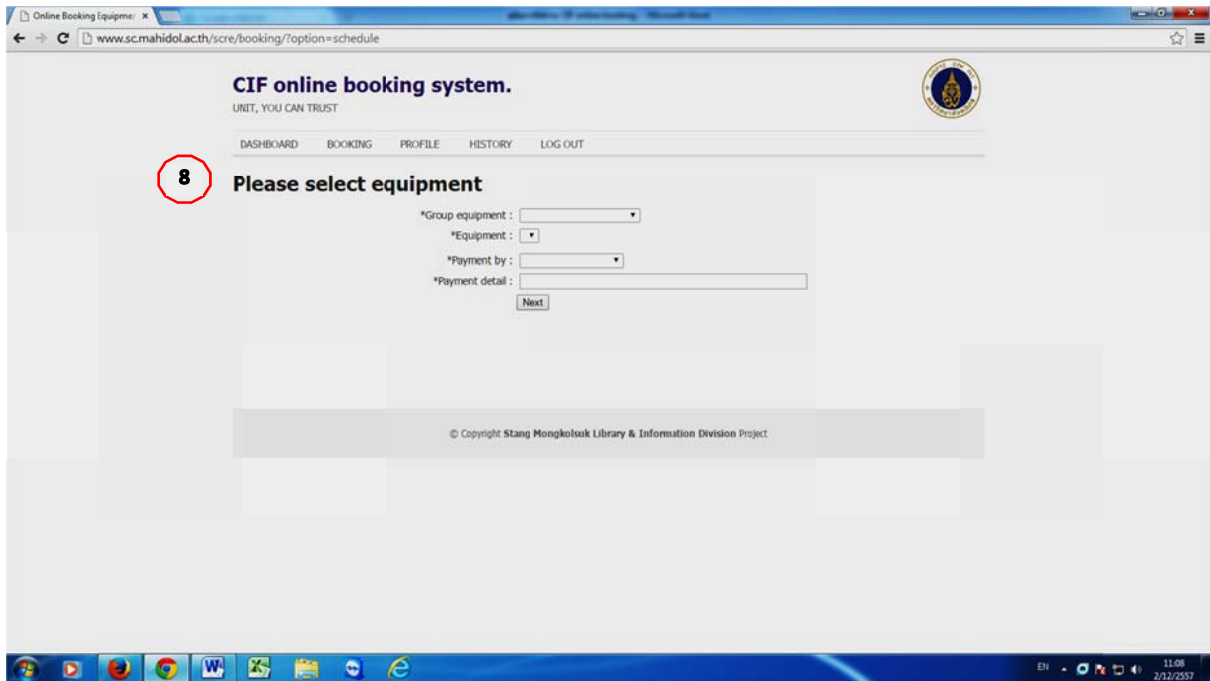 Online Booking Equipmer
www.sc.mahidol.ac.th/scre/booking/?option=schedule
CIF online booking system.
UNIT, YOU CAN TRUST
DASHBOARD BOOKING PROFILE HISTORY LOG OUT
8
Please select equipment
*Group equipment :
*Equipment :
*Payment by :
*Payment detail :
Next
© Copyright Stang Mongkolsuk Library & Information Division Project
EN
11:08
2/12/2557